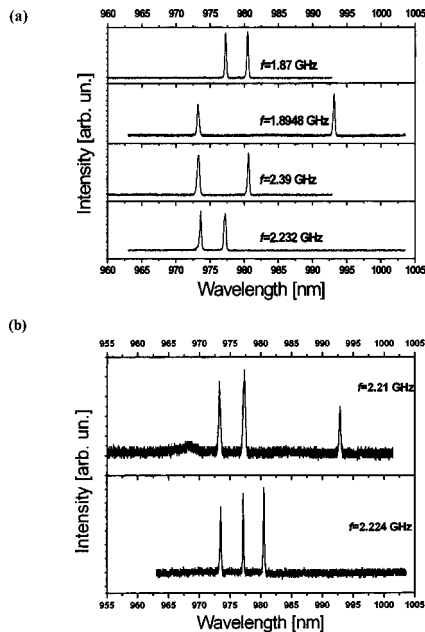 (a)
960 965 970 975 980 985 990 995 1000 1005
f=1.87 GHz
f=1.8948 GHz
f=2.39 GHz
f=2.232 GHz
Intensity [arb. un.]
960 965 970 975 980 985 990 995 1000 1005
Wavelength [nm]
(b)
955 960 965 970 975 980 985 990 995 1000 1005
f=2.21 GHz
f=2.224 GHz
Intensity [arb. un.]
955 960 965 970 975 980 985 990 995 1000 1005
Wavelength [nm]